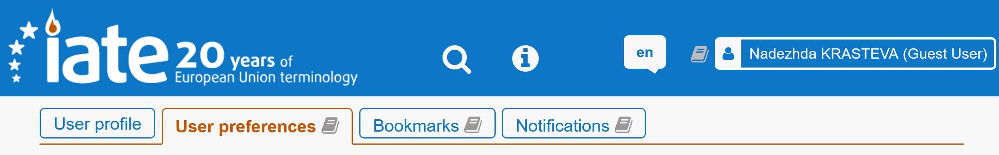 iate 20 years of
European Union terminology
en
Nadezhda KRASTEVA (Guest User)
User profile
User preferences
Bookmarks
Notifications